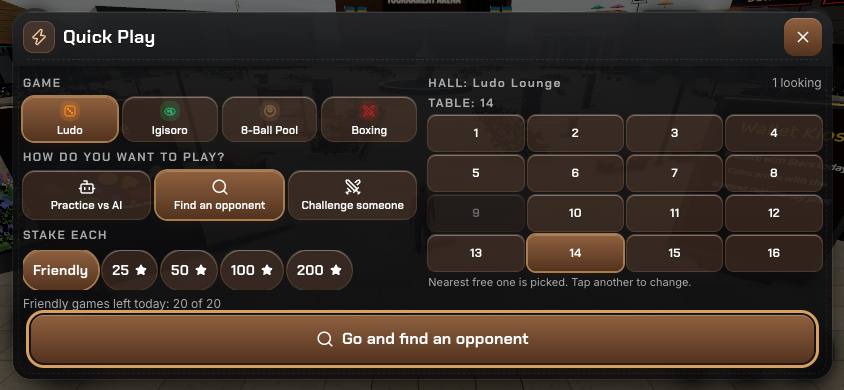 TOURNAMENT ARENA
Quick Play
GAME
Ludo
Igisoro
8-Ball Pool
Boxing
HOW DO YOU WANT TO PLAY?
Practice vs AI
Find an opponent
Challenge someone
STAKE EACH
Friendly
25
50
100
200
Friendly games left today: 20 of 20
HALL: Ludo Lounge
1 looking
TABLE: 14
1 2 3 4
5 6 7 8
9 10 11 12
13 14 15 16
Nearest free one is picked. Tap another to change.
Go and find an opponent